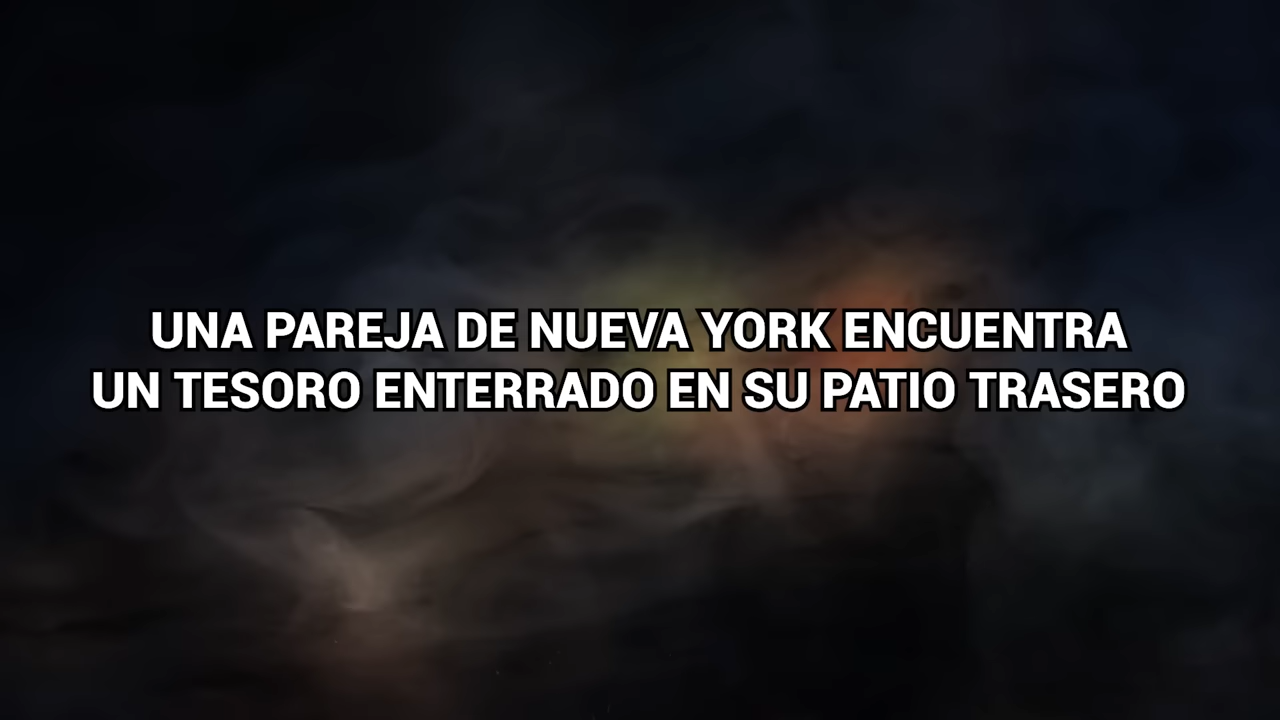 UNA PAREJA DE NUEVA YORK ENCUENTRA
UN TESORO ENTERRADO EN SU PATIO TRASERO